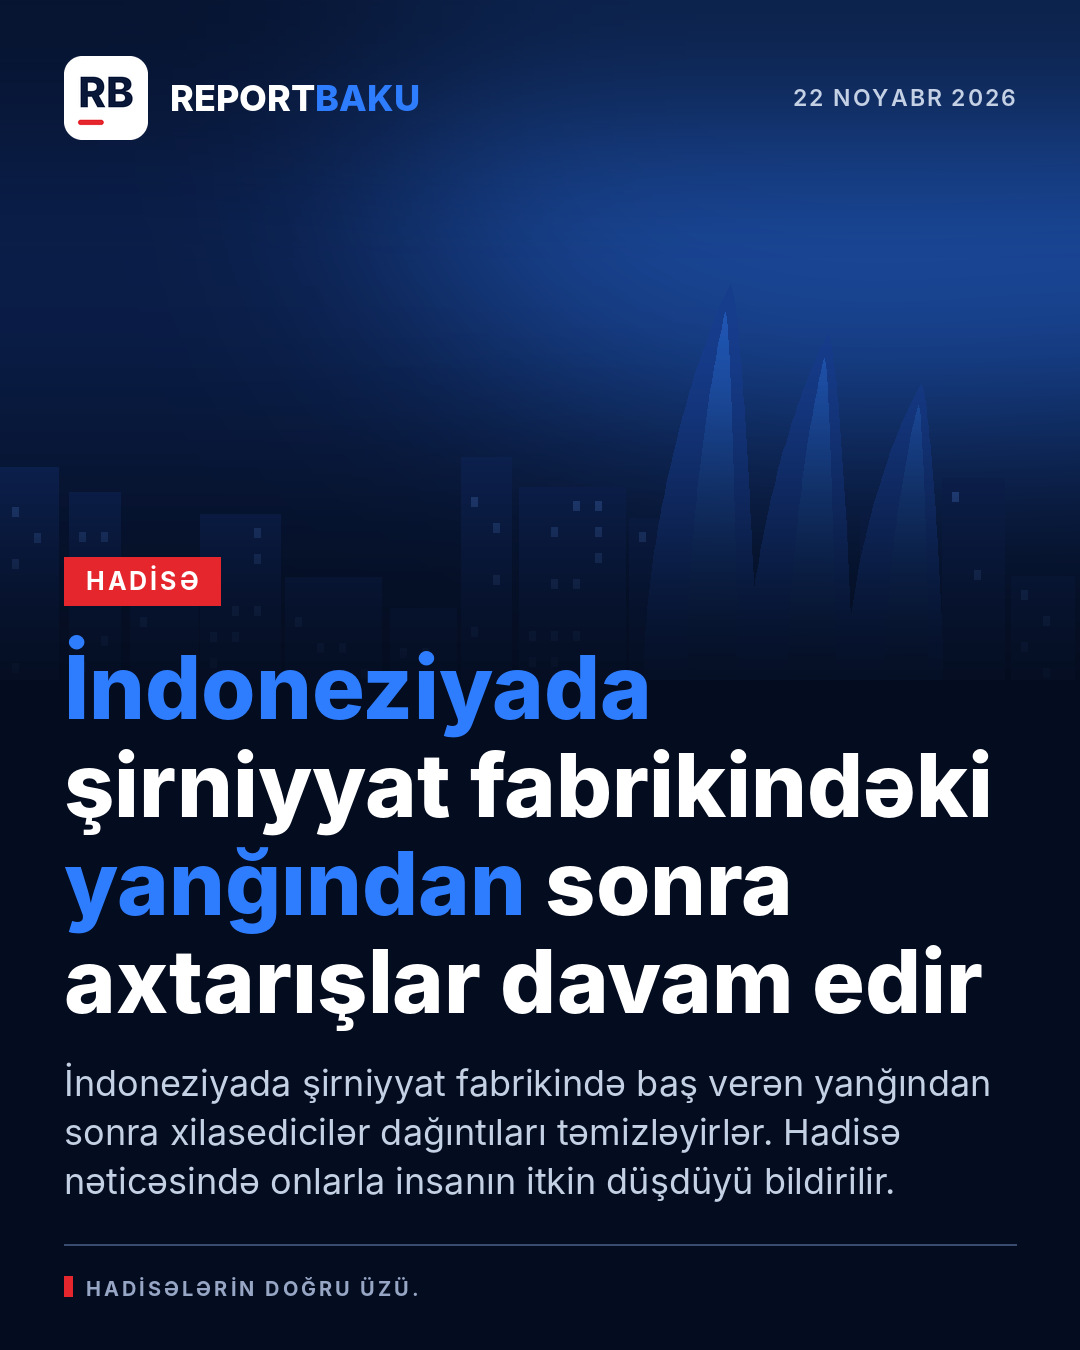 RB
REPORTBAKU
22 NOYABR 2026
HADİSƏ
İndoneziyada
şirniyyat fabrikindəki
yanğından sonra
axtarışlar davam edir
İndoneziyada şirniyyat fabrikində baş verən yanğından
sonra xilasedicilər dağıntıları təmizləyirlər. Hadisə
nəticəsində onlarla insanın itkin düşdüyü bildirilir.
HADİSƏLƏRİN DOĞRU ÜZÜ.